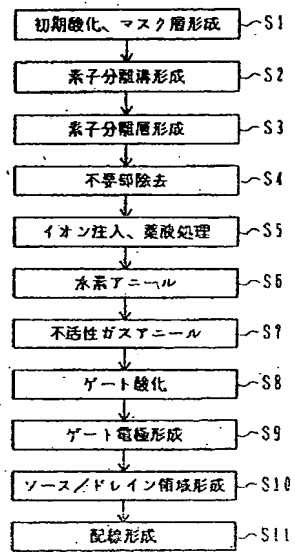 初期酸化、マスク層形成 S1
素子分離溝形成 S2
素子分離層形成 S3
不要部除去 S4
イオン注入、薬酸処理 S5
水素アニール S6
不活性ガスアニール S7
ゲート酸化 S8
ゲート電極形成 S9
ソース/ドレイン領域形成 S10
配線形成 S11